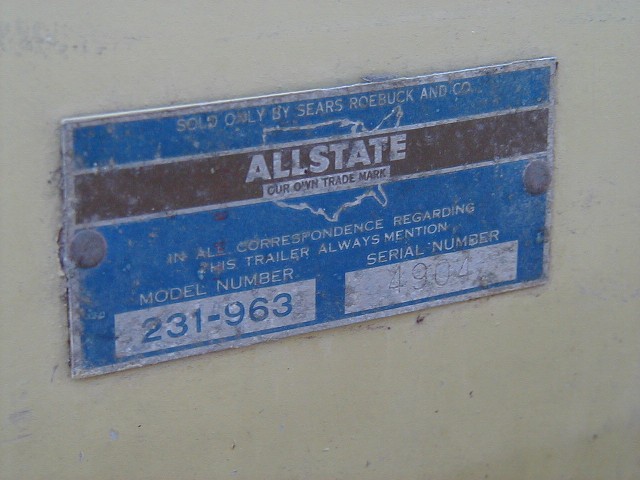 SOLD ONLY BY SEARS ROEBUCK AND CO.
ALLSTATE
OUR OWN TRADE MARK
IN ALL CORRESPONDENCE REGARDING
THIS TRAILER ALWAYS MENTION
MODEL NUMBER SERIAL NUMBER
231-963 4904